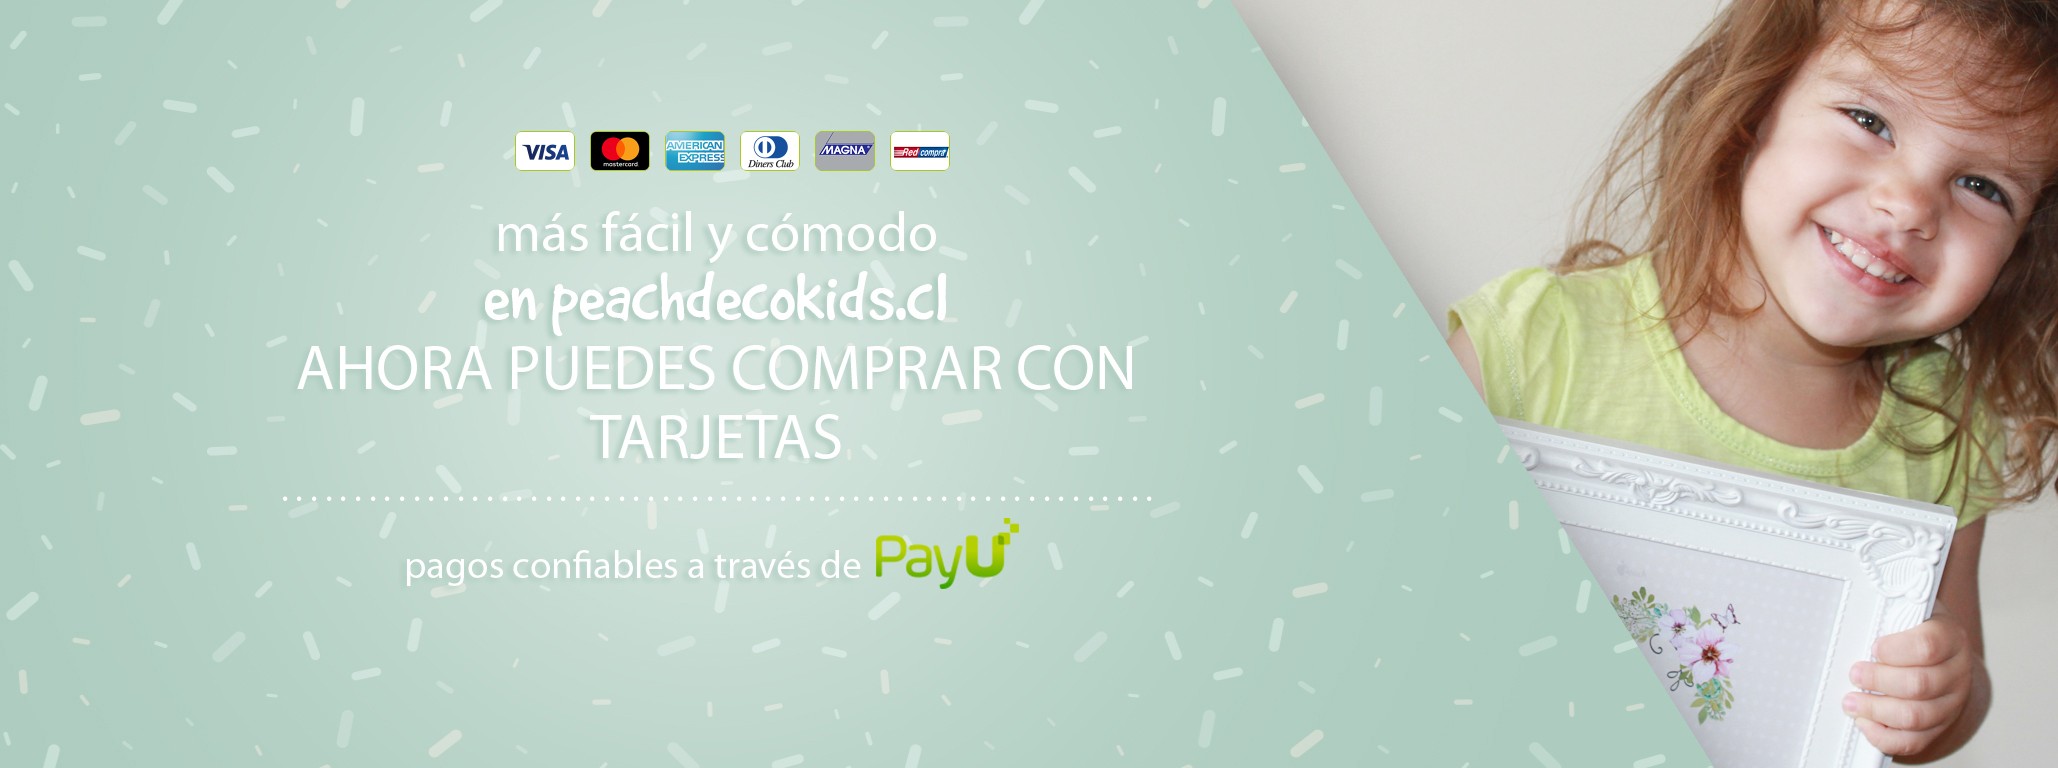 VISA
mastercard
AMERICAN
EXPRESS
Diners Club
MAGNA
Red compra
más fácil y cómodo
en peachdecokids.cl
AHORA PUEDES COMPRAR CON
TARJETAS
pagos confiables a través de PayU